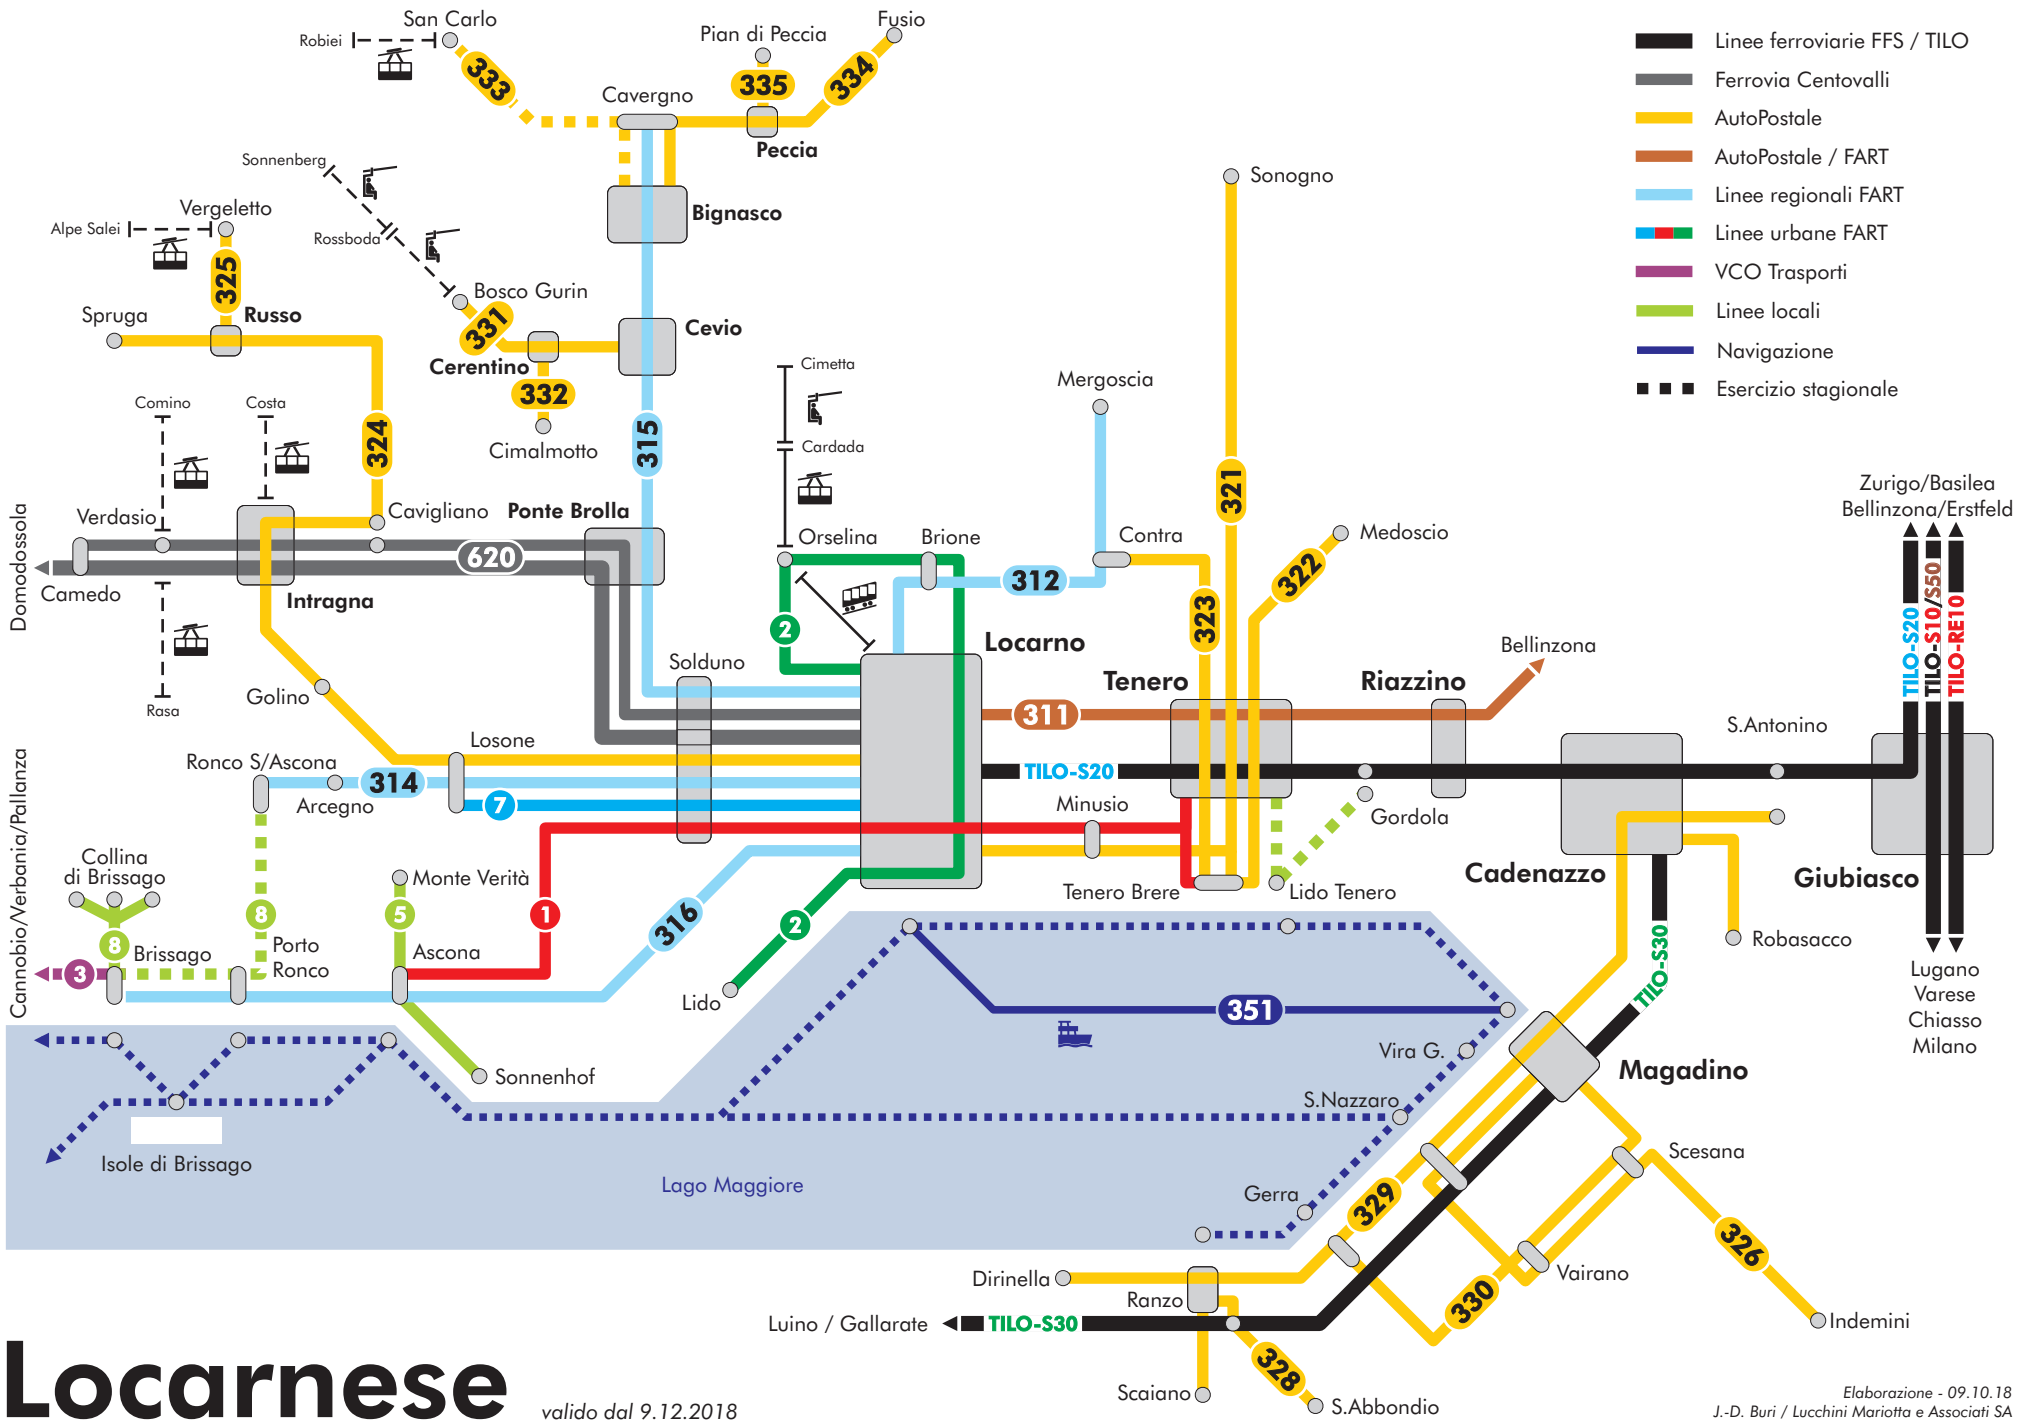 San Carlo
Robiei
333
Pian di Peccia
Fusio
335
334
Cavergno
Peccia
Linee ferroviarie FFS / TILO
Ferrovia Centovalli
AutoPostale
AutoPostale / FART
Linee regionali FART
Linee urbane FART
VCO Trasporti
Linee locali
Navigazione
Esercizio stagionale
Sonnenberg
Rossboda
Bignasco
Sonogno
Vergeletto
Alpe Salei
325
Spruga
Russo
Bosco Gurin
331
Cerentino
332
Cimalmotto
Cevio
315
Cimetta
Cardada
Mergoscia
Comino
Costa
324
321
Verdasio
Cavigliano
Ponte Brolla
620
Domodossola
Camedo
Intragna
Rasa
Orselina
Brione
2
312
Contra
323
322
Medoscio
Zurigo/Basilea
Bellinzona/Erstfeld
TILO-S20
TILO-S10/S50
TILO-RE10
Locarno
Solduno
Golino
Tenero
Riazzino
Bellinzona
311
S.Antonino
Losone
Ronco S/Ascona
314
Arcegno
7
TILO-S20
Minusio
Gordola
Cannobio/Verbania/Pallanza
Collina
di Brissago
Monte Verità
Tenero Brere
Lido Tenero
Cadenazzo
Giubiasco
8
8
5
1
316
2
Brissago
Porto
Ronco
Ascona
3
Lido
Robasacco
TILO-S30
Lugano
Varese
Chiasso
Milano
351
Vira G.
Magadino
Sonnenhof
S.Nazzaro
Isole di Brissago
Scesana
Lago Maggiore
Gerra
329
326
Dirinella
Ranzo
Vairano
330
Luino / Gallarate
TILO-S30
Indemini
328
Scaiano
S.Abbondio
Locarnese
valido dal 9.12.2018
Elaborazione - 09.10.18
J.-D. Buri / Lucchini Mariotta e Associati SA